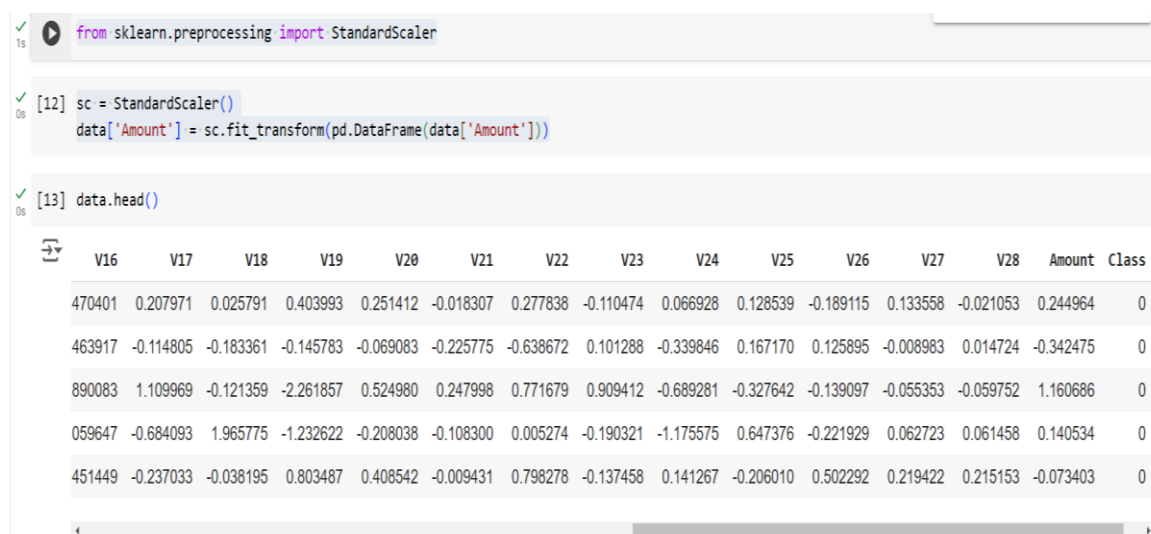 1s from sklearn.preprocessing import StandardScaler
0s [12] sc = StandardScaler()
data['Amount'] = sc.fit_transform(pd.DataFrame(data['Amount']))
0s [13] data.head()
V16 V17 V18 V19 V20 V21 V22 V23 V24 V25 V26 V27 V28 Amount Class
470401 0.207971 0.025791 0.403993 0.251412 -0.018307 0.277838 -0.110474 0.066928 0.128539 -0.189115 0.133558 -0.021053 0.244964 0
463917 -0.114805 -0.183361 -0.145783 -0.069083 -0.225775 -0.638672 0.101288 -0.339846 0.167170 0.125895 -0.008983 0.014724 -0.342475 0
890083 1.109969 -0.121359 -2.261857 0.524980 0.247998 0.771679 0.909412 -0.689281 -0.327642 -0.139097 -0.055353 -0.059752 1.160686 0
059647 -0.684093 1.965775 -1.232622 -0.208038 -0.108300 0.005274 -0.190321 -1.175575 0.647376 -0.221929 0.062723 0.061458 0.140534 0
451449 -0.237033 -0.038195 0.803487 0.408542 -0.009431 0.798278 -0.137458 0.141267 -0.206010 0.502292 0.219422 0.215153 -0.073403 0